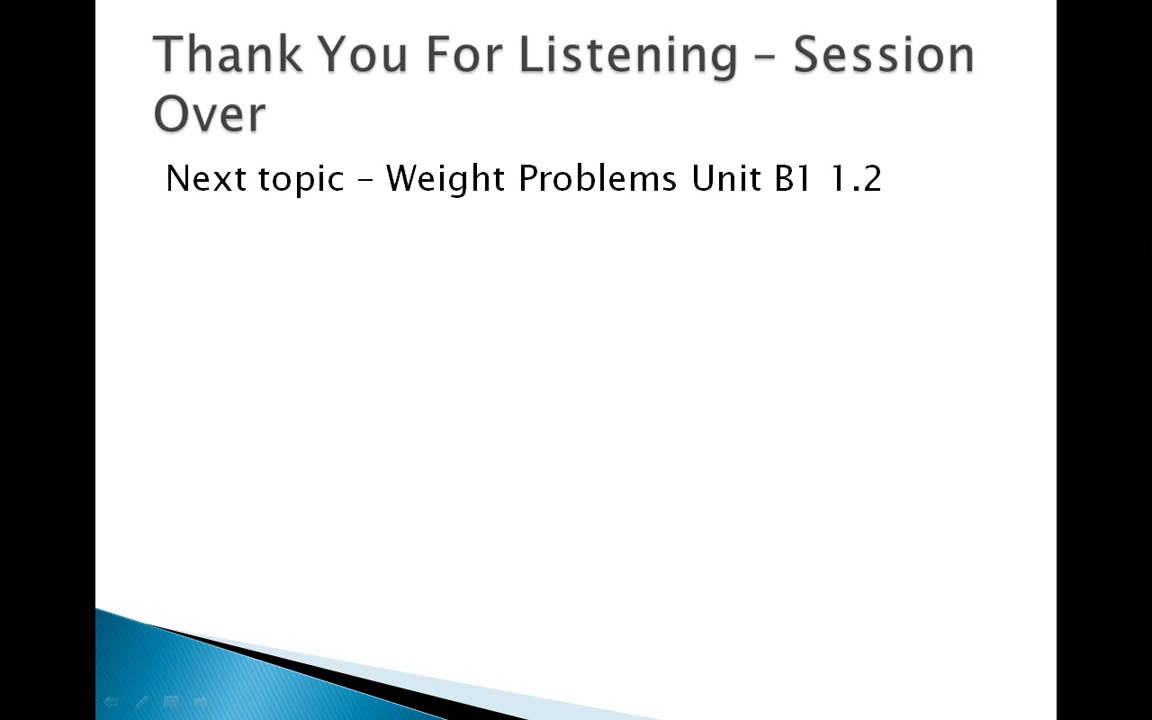 Thank You For Listening – Session
Over
Next topic – Weight Problems Unit B1 1.2